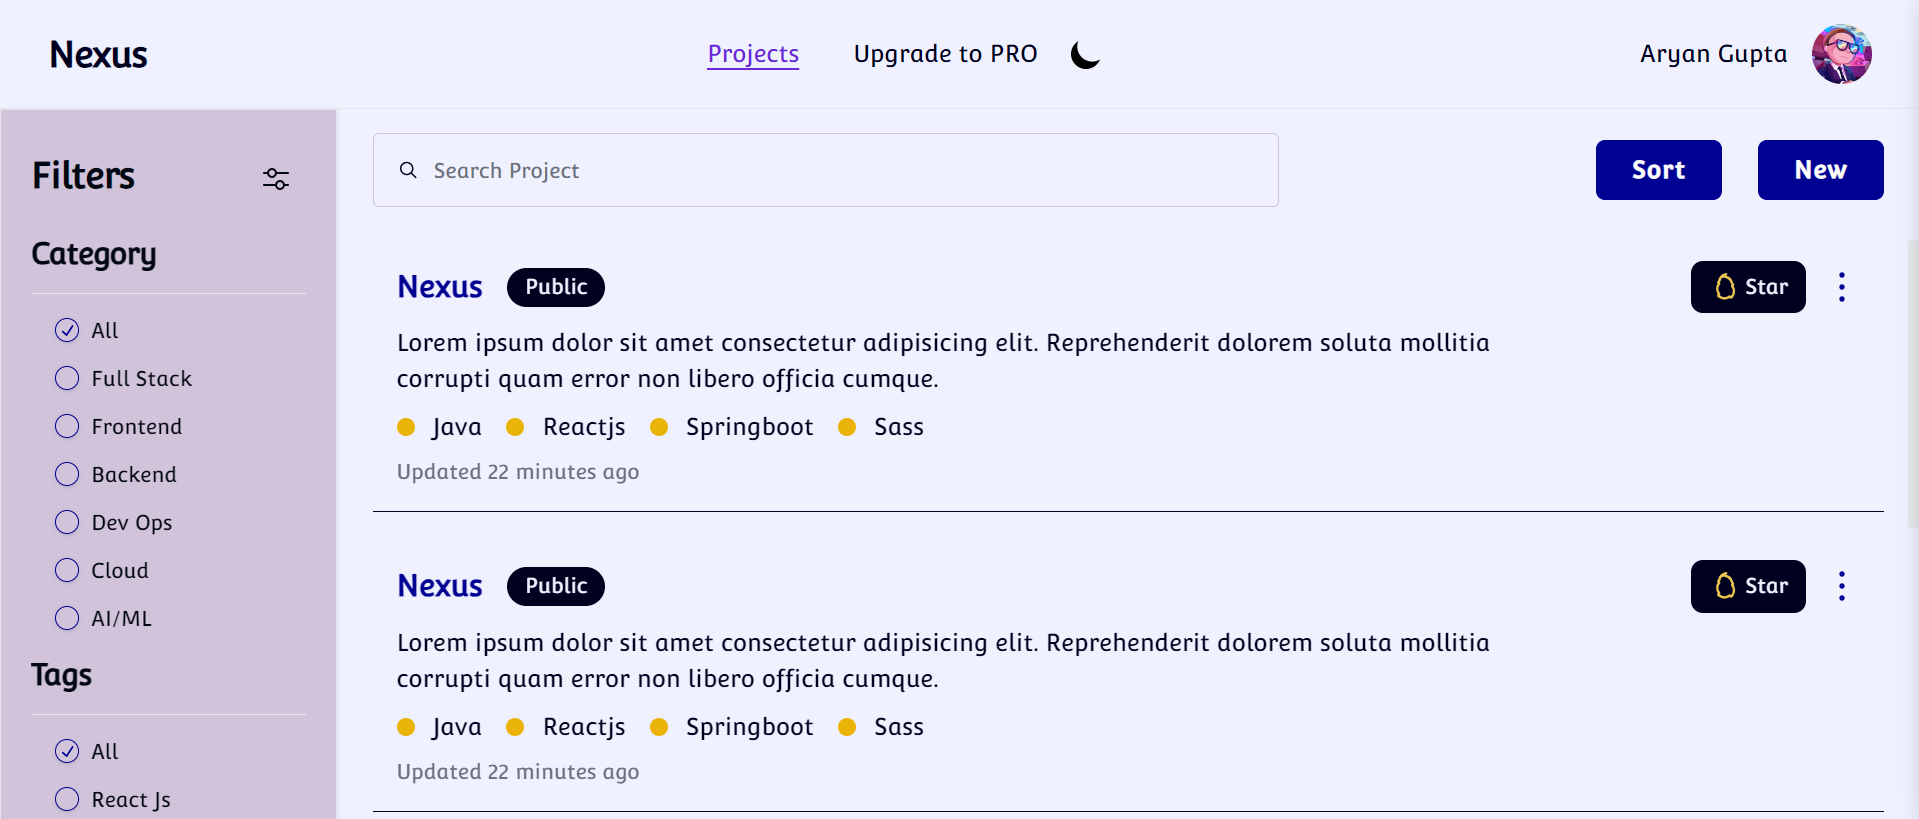 Nexus
Projects
Upgrade to PRO
Aryan Gupta
Filters
Category
All
Full Stack
Frontend
Backend
Dev Ops
Cloud
AI/ML
Tags
All
React Js
Search Project
Sort
New
Nexus
Public
Star
Lorem ipsum dolor sit amet consectetur adipisicing elit. Reprehenderit dolorem soluta mollitia
corrupti quam error non libero officia cumque.
Java Reactjs Springboot Sass
Updated 22 minutes ago
Nexus
Public
Star
Lorem ipsum dolor sit amet consectetur adipisicing elit. Reprehenderit dolorem soluta mollitia
corrupti quam error non libero officia cumque.
Java Reactjs Springboot Sass
Updated 22 minutes ago